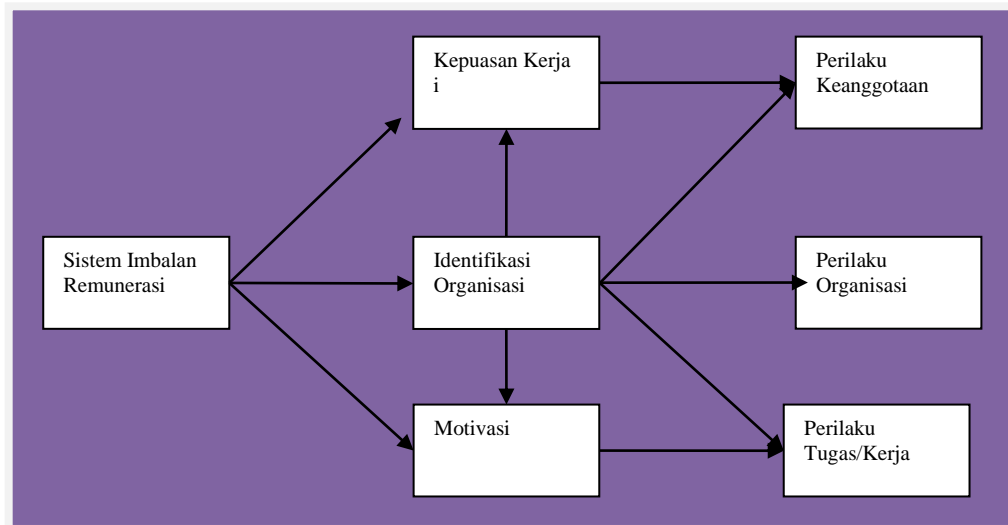 Kepuasan Kerja
i
Perilaku
Keanggotaan
Sistem Imbalan
Remunerasi
Identifikasi
Organisasi
Perilaku
Organisasi
Motivasi
Perilaku
Tugas/Kerja